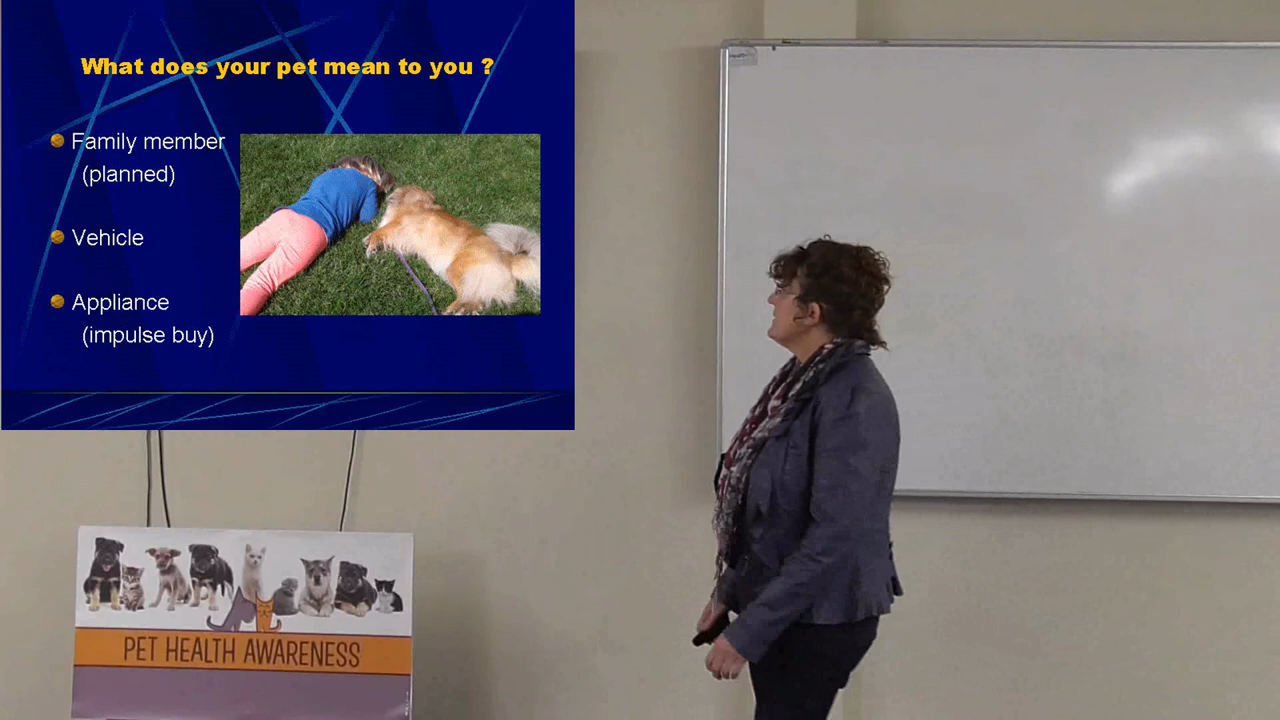 What does your pet mean to you ?
Family member
(planned)
Vehicle
Appliance
(impulse buy)
PET HEALTH AWARENESS